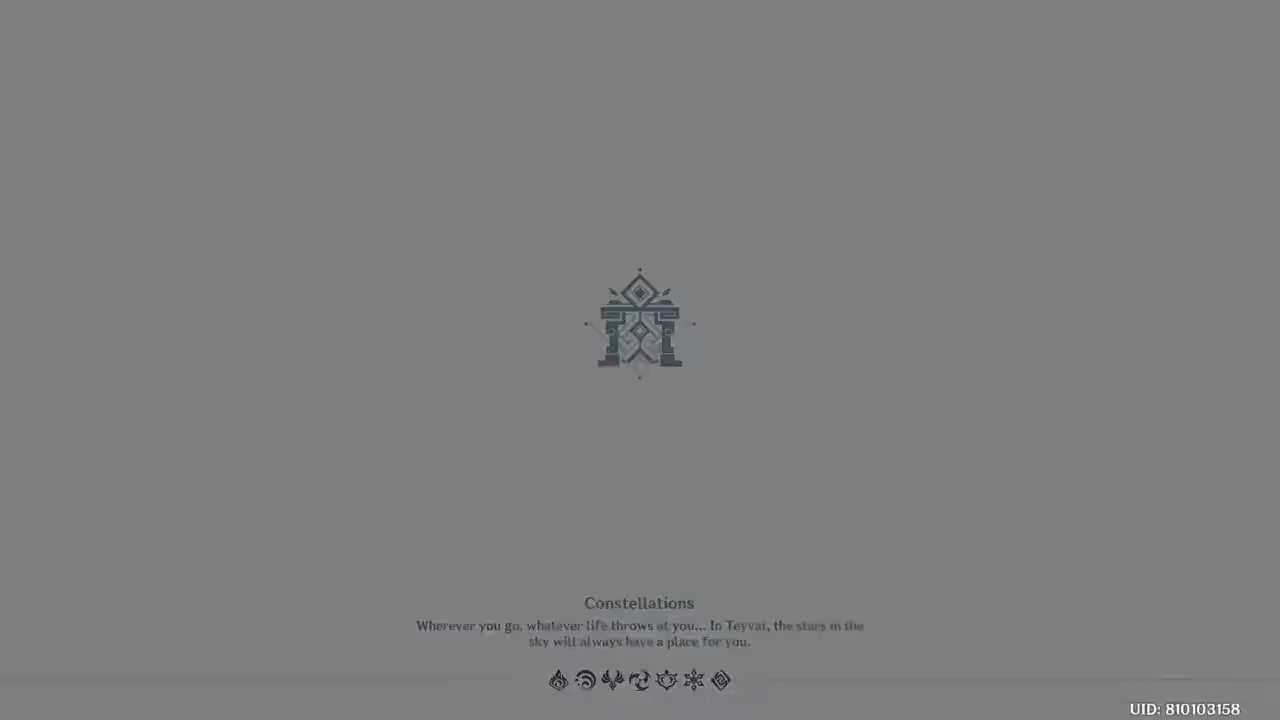 Constellations
Wherever you go, whatever life throws at you... In Teyvat, the stars in the
sky will always have a place for you.
UID: 810103158